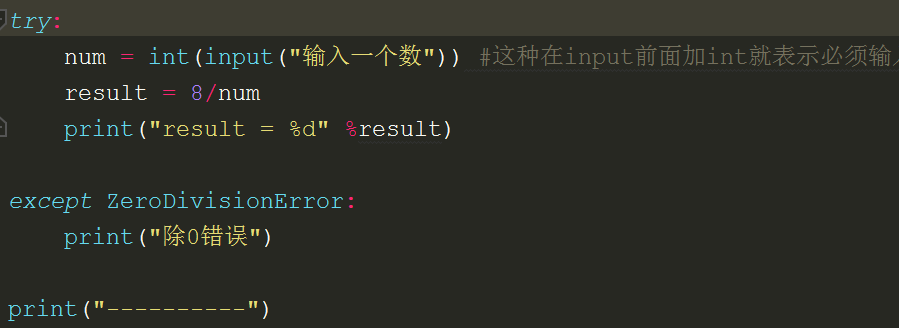 try:
num = int(input("输入一个数")) #这种在input前面加int就表示必须输
result = 8/num
print("result = %d" %result)
except ZeroDivisionError:
print("除0错误")
print("----------")